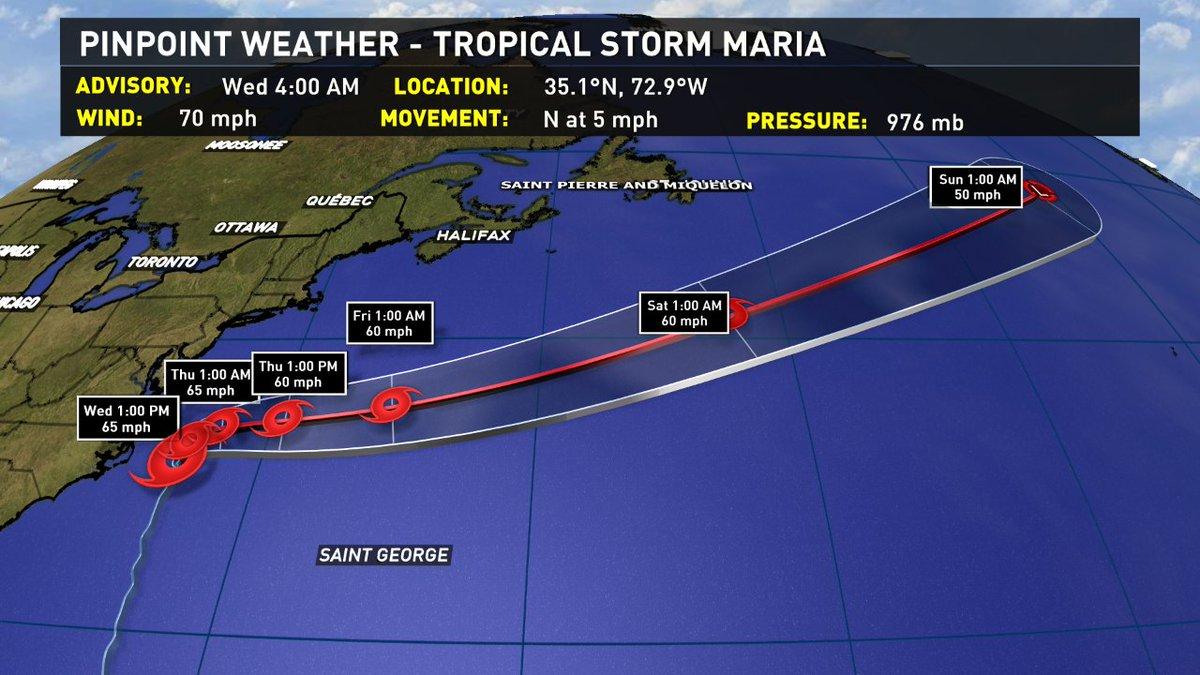 PINPOINT WEATHER - TROPICAL STORM MARIA
ADVISORY: Wed 4:00 AM LOCATION: 35.1°N, 72.9°W
WIND: 70 mph MOVEMENT: N at 5 mph PRESSURE: 976 mb
MOOSONEE
SAINT PIERRE AND MIQUELON
Sun 1:00 AM
50 mph
QUÉBEC
OTTAWA
HALIFAX
TORONTO
Sat 1:00 AM
60 mph
Fri 1:00 AM
60 mph
Thu 1:00 PM
60 mph
Thu 1:00 AM
65 mph
Wed 1:00 PM
65 mph
SAINT GEORGE